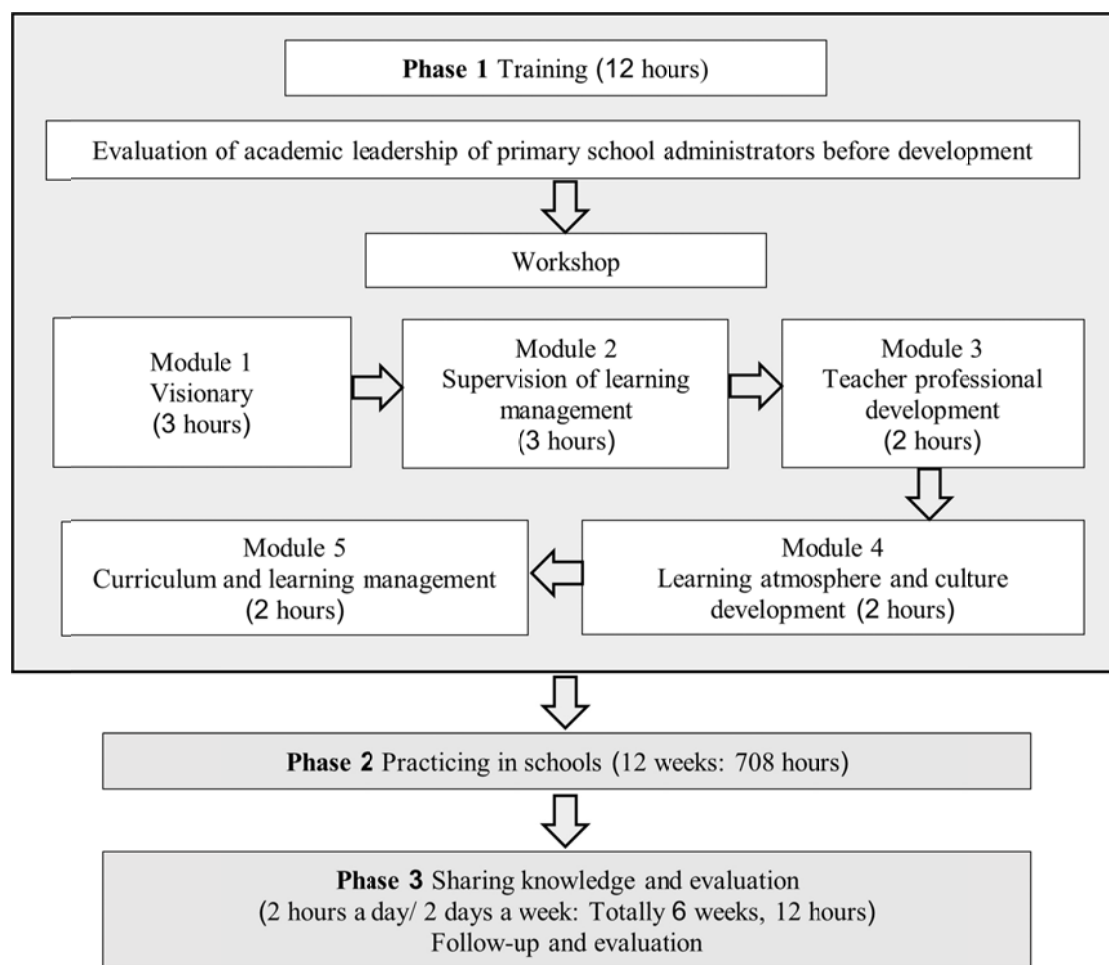 Phase 1 Training (12 hours)
Evaluation of academic leadership of primary school administrators before development
Workshop
Module 1
Visionary
(3 hours)
Module 2
Supervision of learning
management
(3 hours)
Module 3
Teacher professional
development
(2 hours)
Module 5
Curriculum and learning management
(2 hours)
Module 4
Learning atmosphere and culture
development (2 hours)
Phase 2 Practicing in schools (12 weeks: 708 hours)
Phase 3 Sharing knowledge and evaluation
(2 hours a day/ 2 days a week: Totally 6 weeks, 12 hours)
Follow-up and evaluation